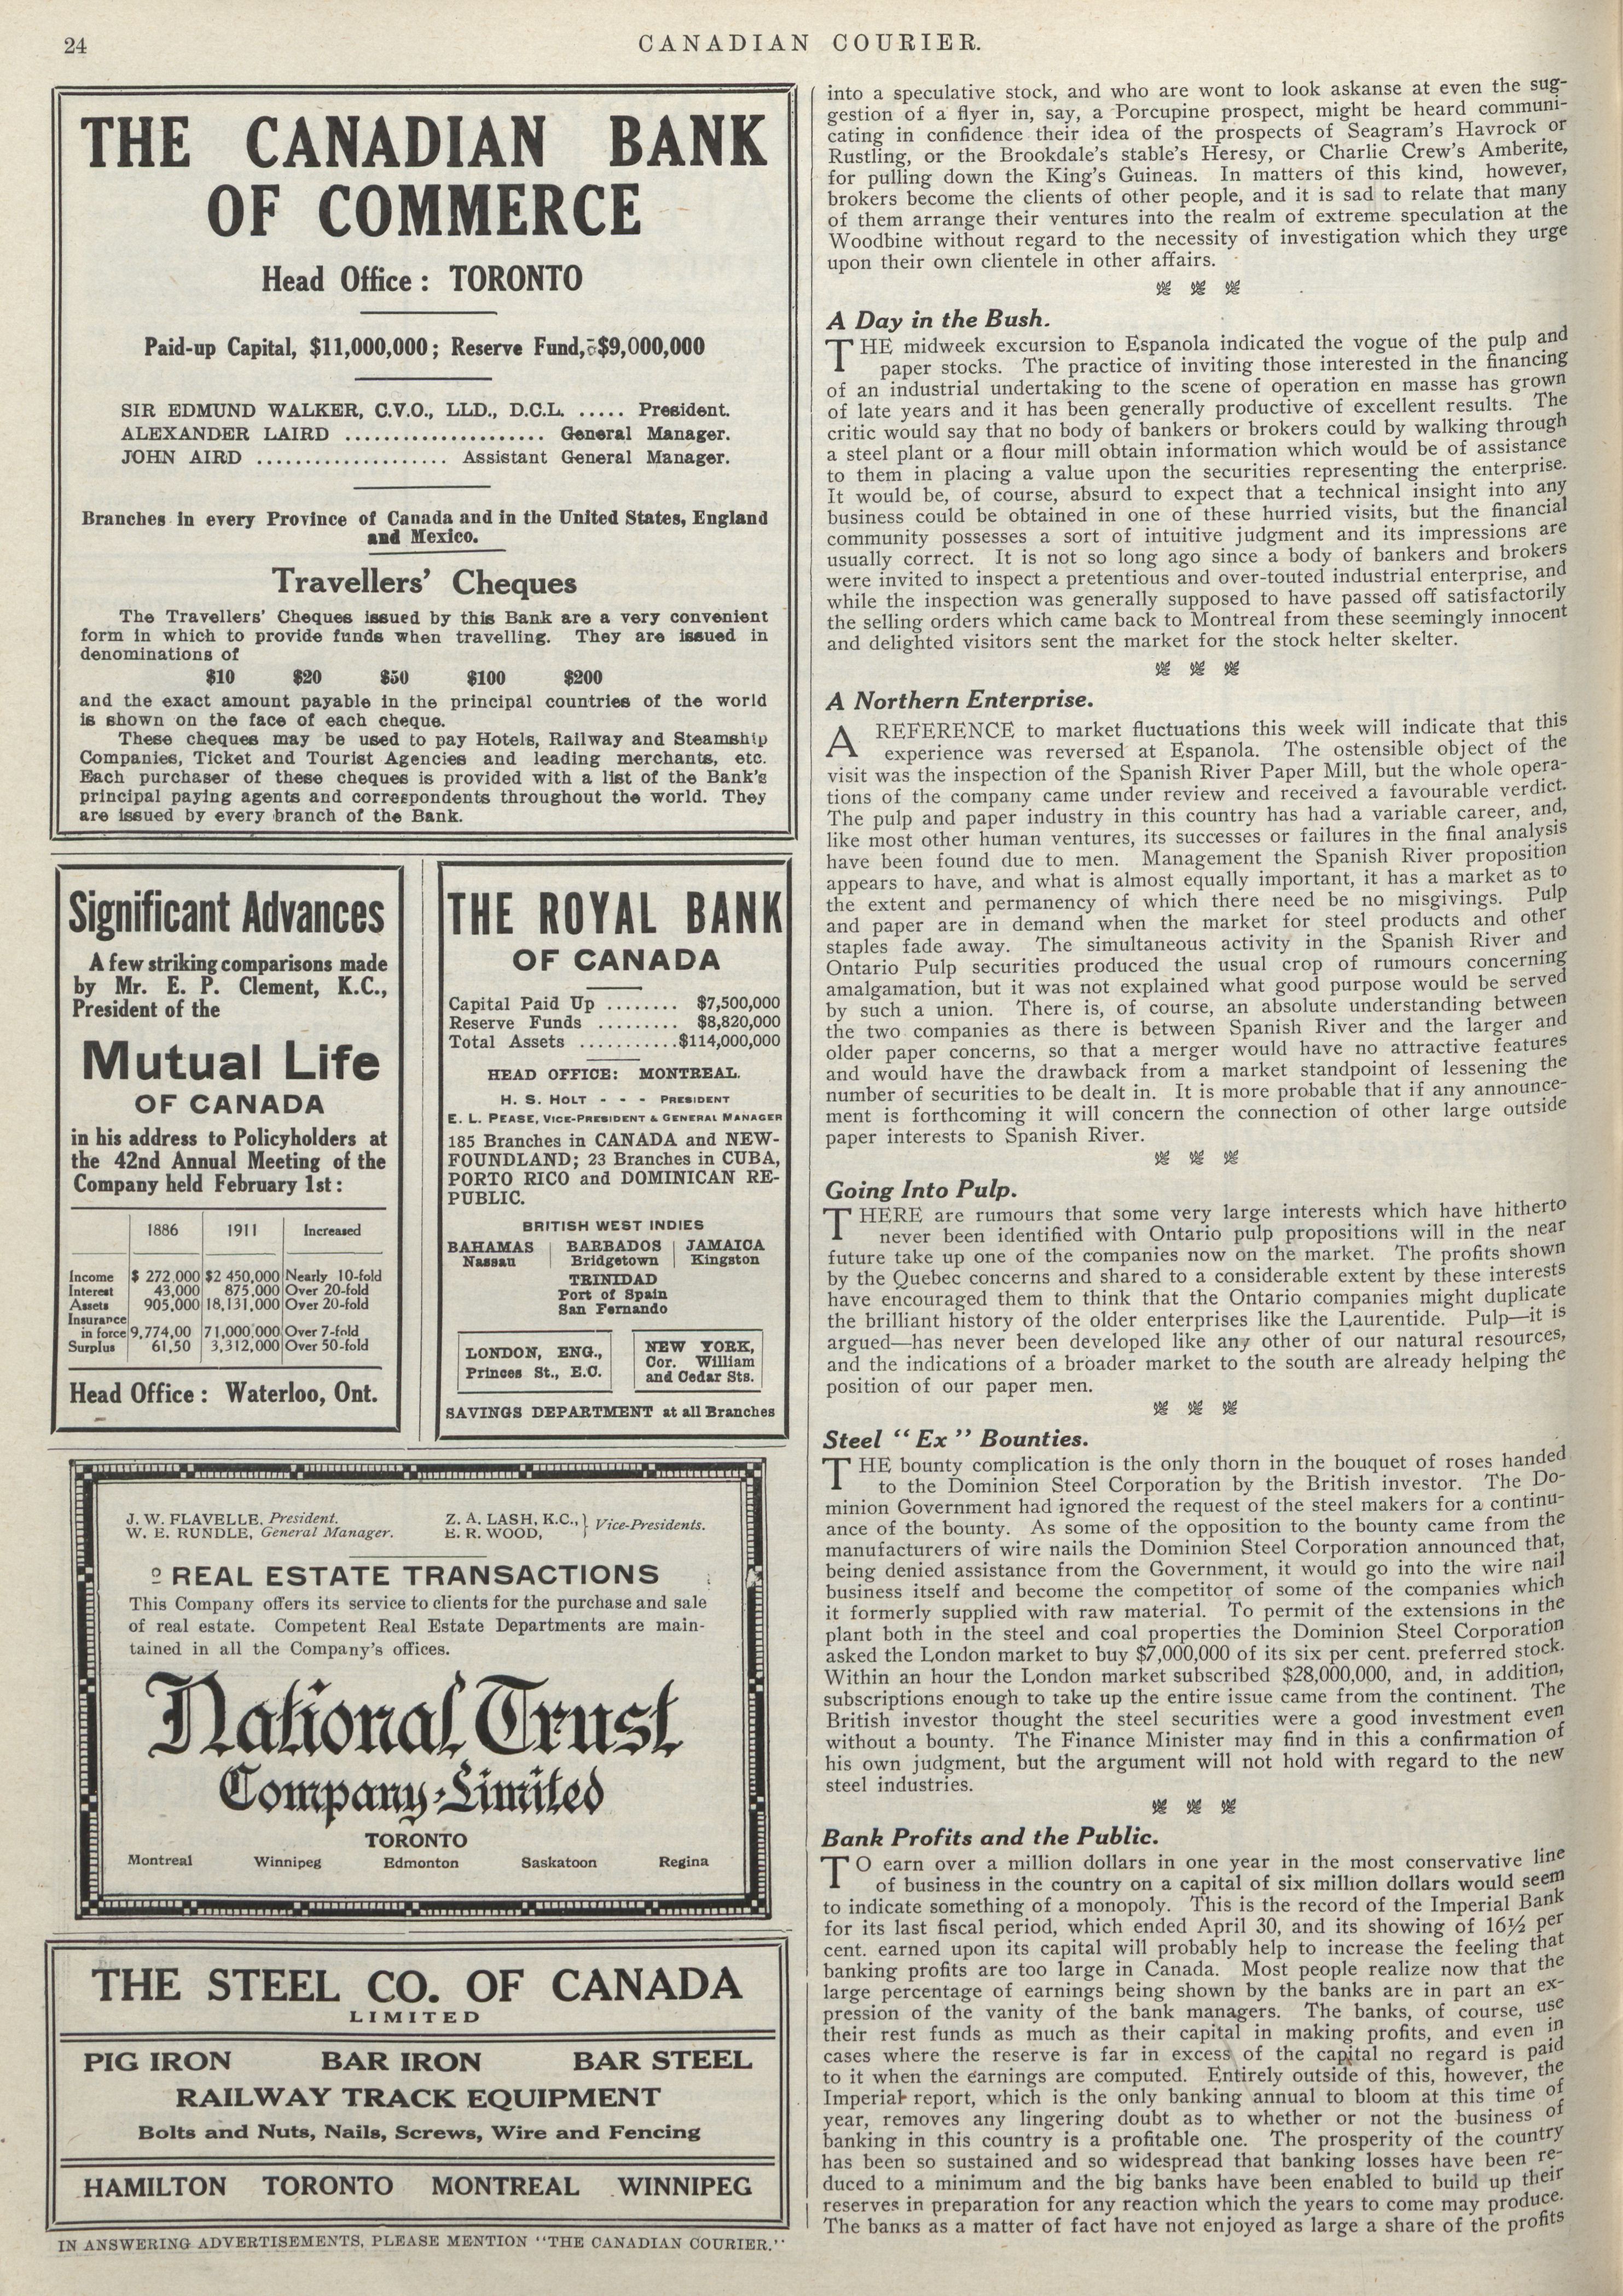 24
CANADIAN COURIER.
THE CANADIAN BANK
OF COMMERCE
Head Office : TORONTO
Paid-up Capital, $11,000,000 ; Reserve Fund, $9,000,000
SIR EDMUND WALKER, C.V.O., LLD., D.C.L. ..... President.
ALEXANDER LAIRD ..................... General Manager.
JOHN AIRD .................... Assistant General Manager.
Branches in every Province of Canada and in the United States, England
and Mexico.
Travellers' Cheques
The Travellers' Cheques issued by this Bank are a very convenient
form in which to provide funds when travelling. They are issued in
denominations of
$10 $20 $50 $100 $200
and the exact amount payable in the principal countries of the world
is shown on the face of each cheque.
These cheques may be used to pay Hotels, Railway and Steamship
Companies, Ticket and Tourist Agencies and leading merchants, etc.
Each purchaser of these cheques is provided with a list of the Bank's
principal paying agents and correspondents throughout the world. They
are issued by every branch of the Bank.
Significant Advances
A few striking comparisons made
by Mr. E. P. Clement, K.C.,
President of the
Mutual Life
OF CANADA
in his address to Policyholders at
the 42nd Annual Meeting of the
Company held February 1st :
1886 1911 Increased
Income $ 272,000 $2 450,000 Nearly 10-fold
Interest 43,000 875,000 Over 20-fold
Assets 905,000 18,131,000 Over 20-fold
Insurance
in force 9,774,00 71,000,000 Over 7-fold
Surplus 61,50 3,312,000 Over 50-fold
Head Office : Waterloo, Ont.
THE ROYAL BANK
OF CANADA
Capital Paid Up ........ $7,500,000
Reserve Funds ......... $8,820,000
Total Assets ...........$114,000,000
HEAD OFFICE: MONTREAL.
H. S. HOLT - - - PRESIDENT
E. L. PEASE, VICE-PRESIDENT & GENERAL MANAGER
185 Branches in CANADA and NEW-
FOUNDLAND; 23 Branches in CUBA,
PORTO RICO and DOMINICAN RE-
PUBLIC.
BRITISH WEST INDIES
BAHAMAS BARBADOS JAMAICA
Nassau Bridgetown Kingston
TRINIDAD
Port of Spain
San Fernando
LONDON, ENG.,
Princes St., E.C.
NEW YORK,
Cor. William
and Cedar Sts.
SAVINGS DEPARTMENT at all Branches
J. W. FLAVELLE, President.
W. E. RUNDLE, General Manager.
Z. A. LASH, K.C.,
E. R. WOOD, } Vice-Presidents.
REAL ESTATE TRANSACTIONS
This Company offers its service to clients for the purchase and sale
of real estate. Competent Real Estate Departments are main-
tained in all the Company's offices.
National Trust
Company-Limited
TORONTO
Montreal Winnipeg Edmonton Saskatoon Regina
THE STEEL CO. OF CANADA
LIMITED
PIG IRON BAR IRON BAR STEEL
RAILWAY TRACK EQUIPMENT
Bolts and Nuts, Nails, Screws, Wire and Fencing
HAMILTON TORONTO MONTREAL WINNIPEG
IN ANSWERING ADVERTISEMENTS, PLEASE MENTION "THE CANADIAN COURIER."
into a speculative stock, and who are wont to look askanse at even the sug-
gestion of a flyer in, say, a Porcupine prospect, might be heard communi-
cating in confidence their idea of the prospects of Seagram's Havrock or
Rustling, or the Brookdale's stable's Heresy, or Charlie Crew's Amberite,
for pulling down the King's Guineas. In matters of this kind, however,
brokers become the clients of other people, and it is sad to relate that many
of them arrange their ventures into the realm of extreme speculation at the
Woodbine without regard to the necessity of investigation which they urge
upon their own clientele in other affairs.
A Day in the Bush.
THE midweek excursion to Espanola indicated the vogue of the pulp and
paper stocks. The practice of inviting those interested in the financing
of an industrial undertaking to the scene of operation en masse has grown
of late years and it has been generally productive of excellent results. The
critic would say that no body of bankers or brokers could by walking through
a steel plant or a flour mill obtain information which would be of assistance
to them in placing a value upon the securities representing the enterprise.
It would be, of course, absurd to expect that a technical insight into any
business could be obtained in one of these hurried visits, but the financial
community possesses a sort of intuitive judgment and its impressions are
usually correct. It is not so long ago since a body of bankers and brokers
were invited to inspect a pretentious and over-touted industrial enterprise, and
while the inspection was generally supposed to have passed off satisfactorily
the selling orders which came back to Montreal from these seemingly innocent
and delighted visitors sent the market for the stock helter skelter.
A Northern Enterprise.
A REFERENCE to market fluctuations this week will indicate that this
experience was reversed at Espanola. The ostensible object of the
visit was the inspection of the Spanish River Paper Mill, but the whole opera-
tions of the company came under review and received a favourable verdict.
The pulp and paper industry in this country has had a variable career, and,
like most other human ventures, its successes or failures in the final analysis
have been found due to men. Management the Spanish River proposition
appears to have, and what is almost equally important, it has a market as to
the extent and permanency of which there need be no misgivings. Pulp
and paper are in demand when the market for steel products and other
staples fade away. The simultaneous activity in the Spanish River and
Ontario Pulp securities produced the usual crop of rumours concerning
amalgamation, but it was not explained what good purpose would be served
by such a union. There is, of course, an absolute understanding between
the two companies as there is between Spanish River and the larger and
older paper concerns, so that a merger would have no attractive features
and would have the drawback from a market standpoint of lessening the
number of securities to be dealt in. It is more probable that if any announce-
ment is forthcoming it will concern the connection of other large outside
paper interests to Spanish River.
Going Into Pulp.
THERE are rumours that some very large interests which have hitherto
never been identified with Ontario pulp propositions will in the near
future take up one of the companies now on the market. The profits shown
by the Quebec concerns and shared to a considerable extent by these interests
have encouraged them to think that the Ontario companies might duplicate
the brilliant history of the older enterprises like the Laurentide. Pulp—it is
argued—has never been developed like any other of our natural resources,
and the indications of a broader market to the south are already helping the
position of our paper men.
Steel "Ex" Bounties.
THE bounty complication is the only thorn in the bouquet of roses handed
to the Dominion Steel Corporation by the British investor. The Do-
minion Government had ignored the request of the steel makers for a continu-
ance of the bounty. As some of the opposition to the bounty came from the
manufacturers of wire nails the Dominion Steel Corporation announced that,
being denied assistance from the Government, it would go into the wire nail
business itself and become the competitor of some of the companies which
it formerly supplied with raw material. To permit of the extensions in the
plant both in the steel and coal properties the Dominion Steel Corporation
asked the London market to buy $7,000,000 of its six per cent. preferred stock.
Within an hour the London market subscribed $28,000,000, and, in addition,
subscriptions enough to take up the entire issue came from the continent. The
British investor thought the steel securities were a good investment even
without a bounty. The Finance Minister may find in this a confirmation of
his own judgment, but the argument will not hold with regard to the new
steel industries.
Bank Profits and the Public.
TO earn over a million dollars in one year in the most conservative line
of business in the country on a capital of six million dollars would seem
to indicate something of a monopoly. This is the record of the Imperial Bank
for its last fiscal period, which ended April 30, and its showing of 16½ per
cent. earned upon its capital will probably help to increase the feeling that
banking profits are too large in Canada. Most people realize now that the
large percentage of earnings being shown by the banks are in part an ex-
pression of the vanity of the bank managers. The banks, of course, use
their rest funds as much as their capital in making profits, and even in
cases where the reserve is far in excess of the capital no regard is paid
to it when the earnings are computed. Entirely outside of this, however, the
Imperial report, which is the only banking annual to bloom at this time of
year, removes any lingering doubt as to whether or not the business of
banking in this country is a profitable one. The prosperity of the country
has been so sustained and so widespread that banking losses have been re-
duced to a minimum and the big banks have been enabled to build up their
reserves in preparation for any reaction which the years to come may produce.
The banks as a matter of fact have not enjoyed as large a share of the profits